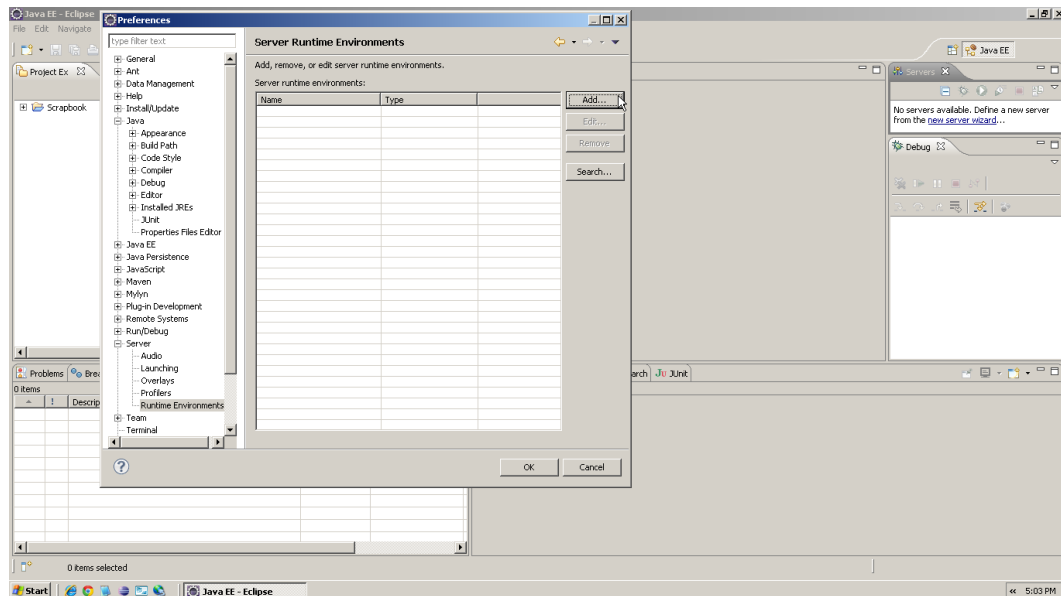 Java EE - Eclipse
File Edit Navigate
Project Ex
Scrapbook
Preferences
type filter text
General
Ant
Data Management
Help
Install/Update
Java
Appearance
Build Path
Code Style
Compiler
Debug
Editor
Installed JREs
JUnit
Properties Files Editor
Java EE
Java Persistence
JavaScript
Maven
Mylyn
Plug-in Development
Remote Systems
Run/Debug
Server
Audio
Launching
Overlays
Profilers
Runtime Environments
Team
Terminal
Server Runtime Environments
Add, remove, or edit server runtime environments.
Server runtime environments:
Name Type
Add...
Edit...
Remove
Search...
OK Cancel
Java EE
Servers
No servers available. Define a new server
from the new server wizard...
Debug
Problems Brea
arch Ju JUnit
0 items
! Descrip
0 items selected
Start Java EE - Eclipse 5:03 PM